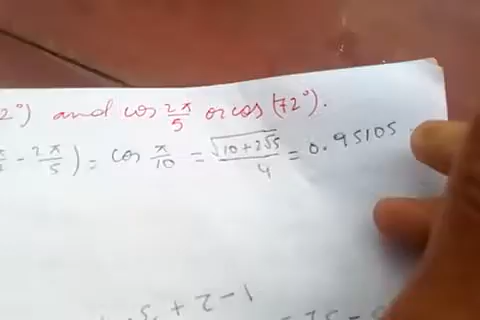 2°) and cos 2π/5 or cos (72°).
- 2π/5) = cos π/10 = √(10+2√5)/4 = 0.95105
1-2+